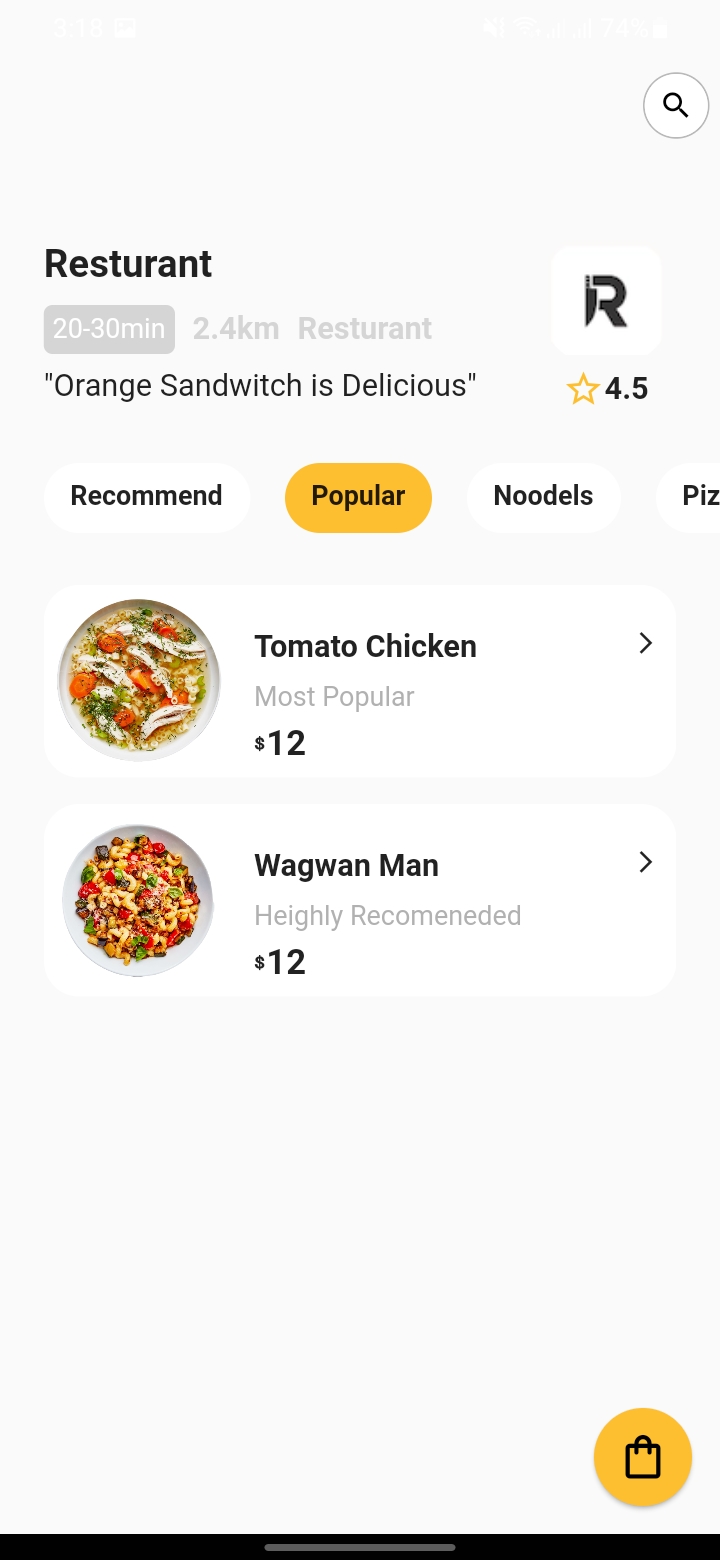 3:18 74%
Resturant
R
20-30min 2.4km Resturant
"Orange Sandwitch is Delicious"
4.5
Recommend Popular Noodels Piz
Tomato Chicken
Most Popular
$12
Wagwan Man
Heighly Recomeneded
$12